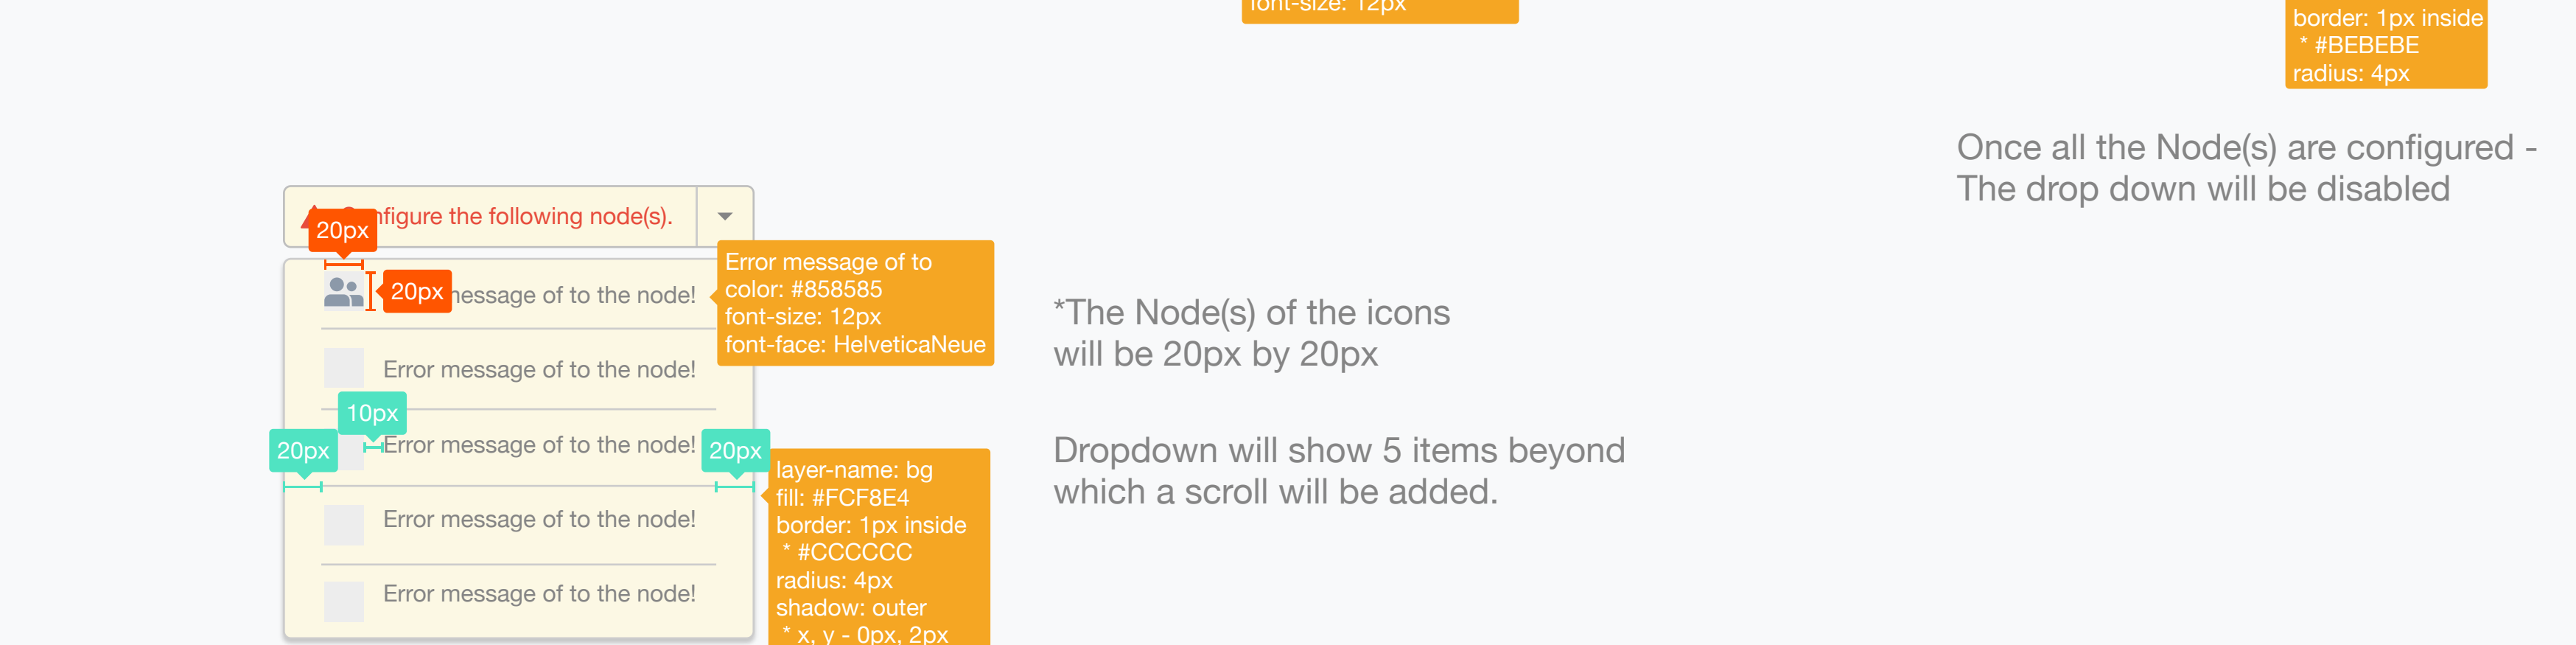 font-size: 12px
border: 1px inside
* #BEBEBE
radius: 4px
Once all the Node(s) are configured -
The drop down will be disabled
nfigure the following node(s).
20px
20px
message of to the node!
Error message of to
color: #858585
font-size: 12px
font-face: HelveticaNeue
*The Node(s) of the icons
will be 20px by 20px
Error message of to the node!
10px
20px
Error message of to the node!
20px
Dropdown will show 5 items beyond
which a scroll will be added.
layer-name: bg
fill: #FCF8E4
border: 1px inside
* #CCCCCC
radius: 4px
shadow: outer
* x, y - 0px, 2px
Error message of to the node!
Error message of to the node!